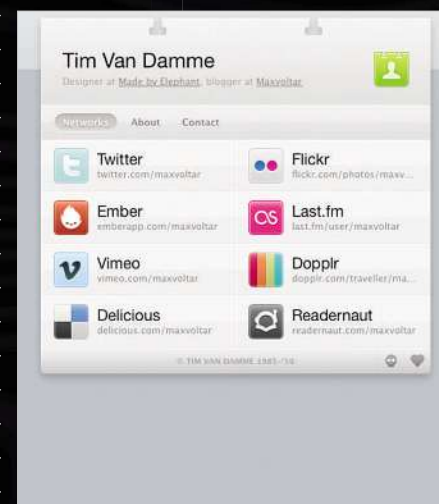 Tim Van Damme
Designer at Made by Elephant, blogger at Maxvoltar
Networks About Contact
Twitter
twitter.com/maxvoltar
Flickr
flickr.com/photos/maxv...
Ember
emberapp.com/maxvoltar
Last.fm
last.fm/user/maxvoltar
Vimeo
vimeo.com/maxvoltar
Dopplr
dopplr.com/traveller/ma...
Delicious
delicious.com/maxvoltar
Readernaut
readernaut.com/maxvoltar
© TIM VAN DAMME 1985-'10